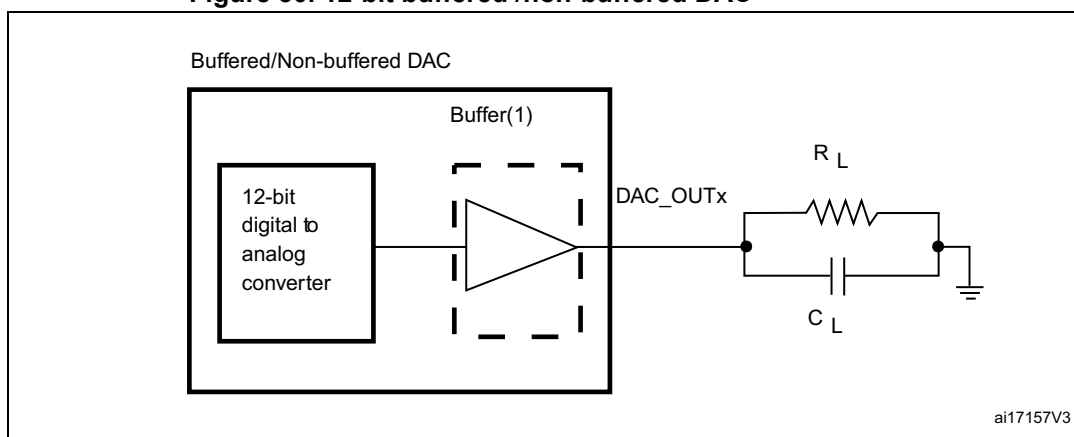 Buffered/Non-buffered DAC
Buffer(1)
12-bit
digital to
analog
converter
DAC_OUTx
R L
C L
ai17157V3